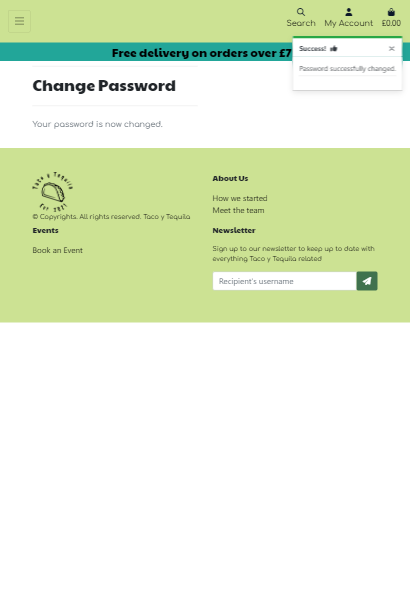 Search
My Account
£0.00
Free delivery on orders over £7
Success!
Password successfully changed.
Change Password
Your password is now changed.
Taco y Tequila
Est 2021
© Copyrights. All rights reserved. Taco y Tequila
Events
Book an Event
About Us
How we started
Meet the team
Newsletter
Sign up to our newsletter to keep up to date with
everything Taco y Tequila related!
Recipient's username